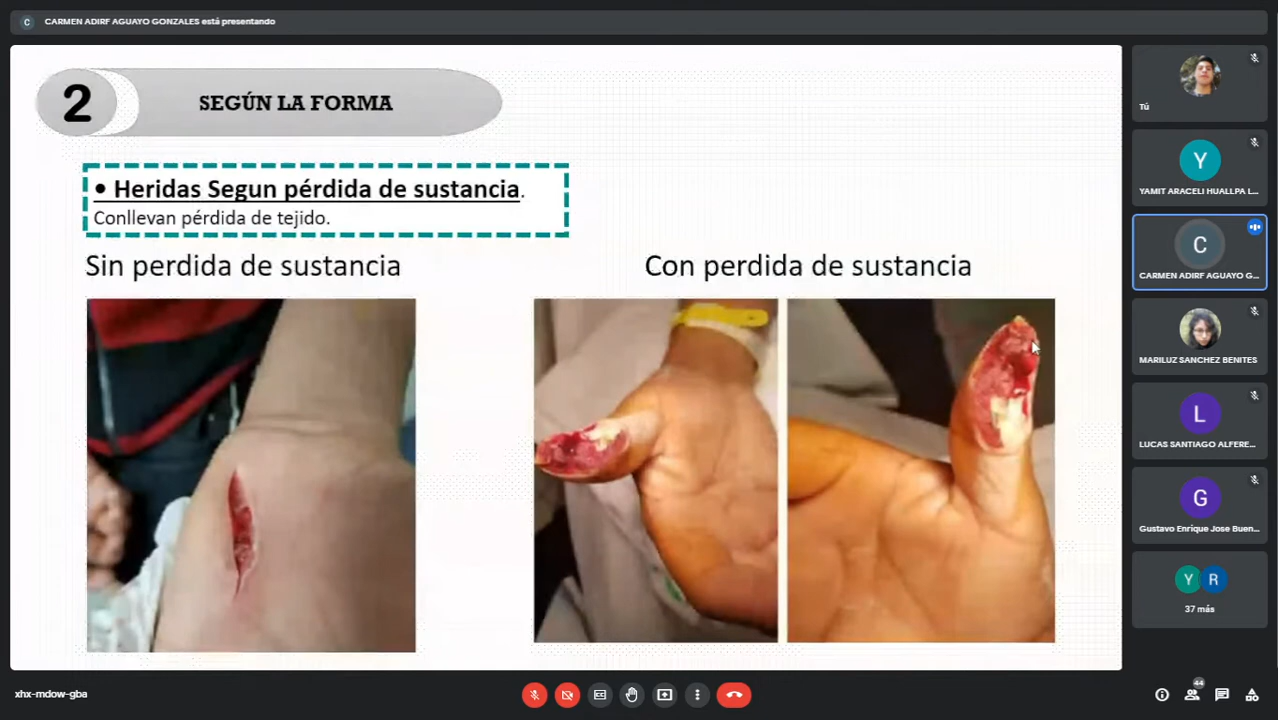 C CARMEN ADIRF AGUAYO GONZALES está presentando
2 SEGÚN LA FORMA
• Heridas Segun pérdida de sustancia.
Conllevan pérdida de tejido.
Sin perdida de sustancia
Con perdida de sustancia
Tú
Y
YAMIT ARACELI HUALLPA L...
C
CARMEN ADIRF AGUAYO G...
MARILUZ SANCHEZ BENITES
L
LUCAS SANTIAGO ALFERE...
G
Gustavo Enrique Jose Buen...
Y R
37 más
xhx-mdow-gba
44